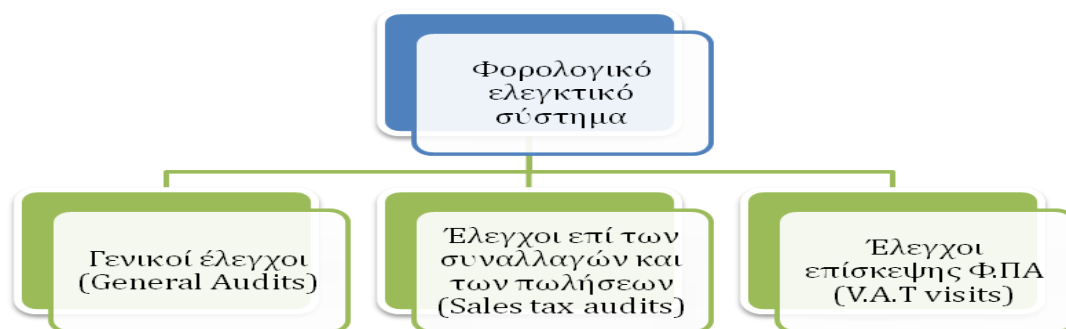 Φορολογικό
ελεγκτικό
σύστημα
Γενικοί έλεγχοι
(General Audits)
Έλεγχοι επί των
συναλλαγών και
των πωλήσεων
(Sales tax audits)
Έλεγχοι
επίσκεψης Φ.ΠΑ
(V.A.T visits)